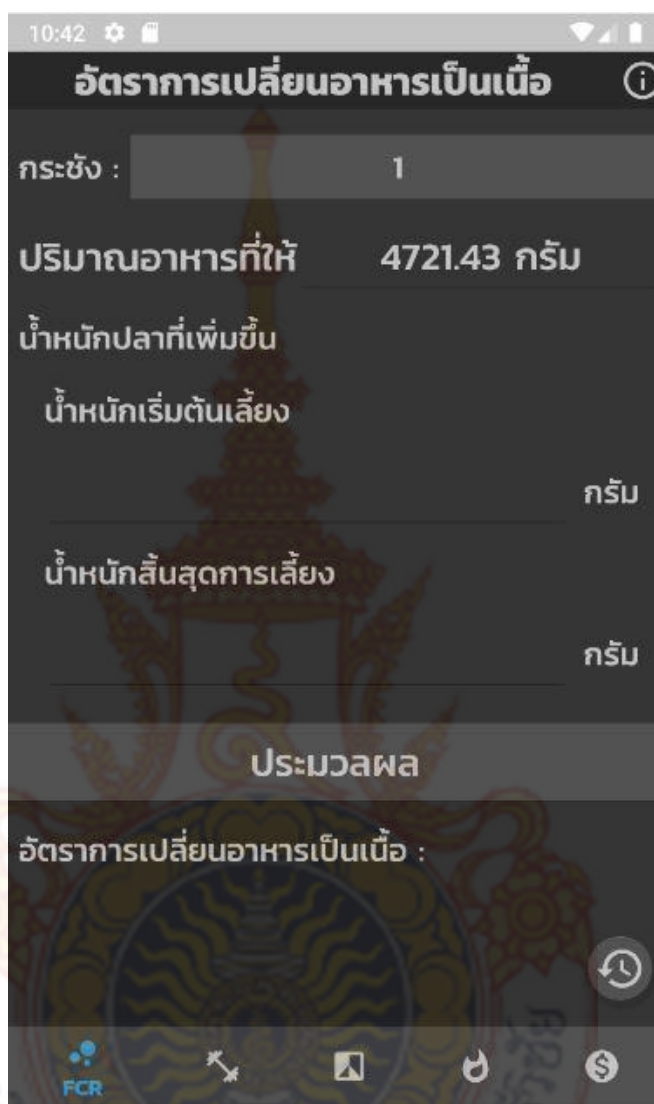 10:42
อัตราการเปลี่ยนอาหารเป็นเนื้อ
กระชัง : 1
ปริมาณอาหารที่ให้ 4721.43 กรัม
น้ำหนักปลาที่เพิ่มขึ้น
น้ำหนักเริ่มต้นเลี้ยง
กรัม
น้ำหนักสิ้นสุดการเลี้ยง
กรัม
ประมวลผล
อัตราการเปลี่ยนอาหารเป็นเนื้อ :
FCR